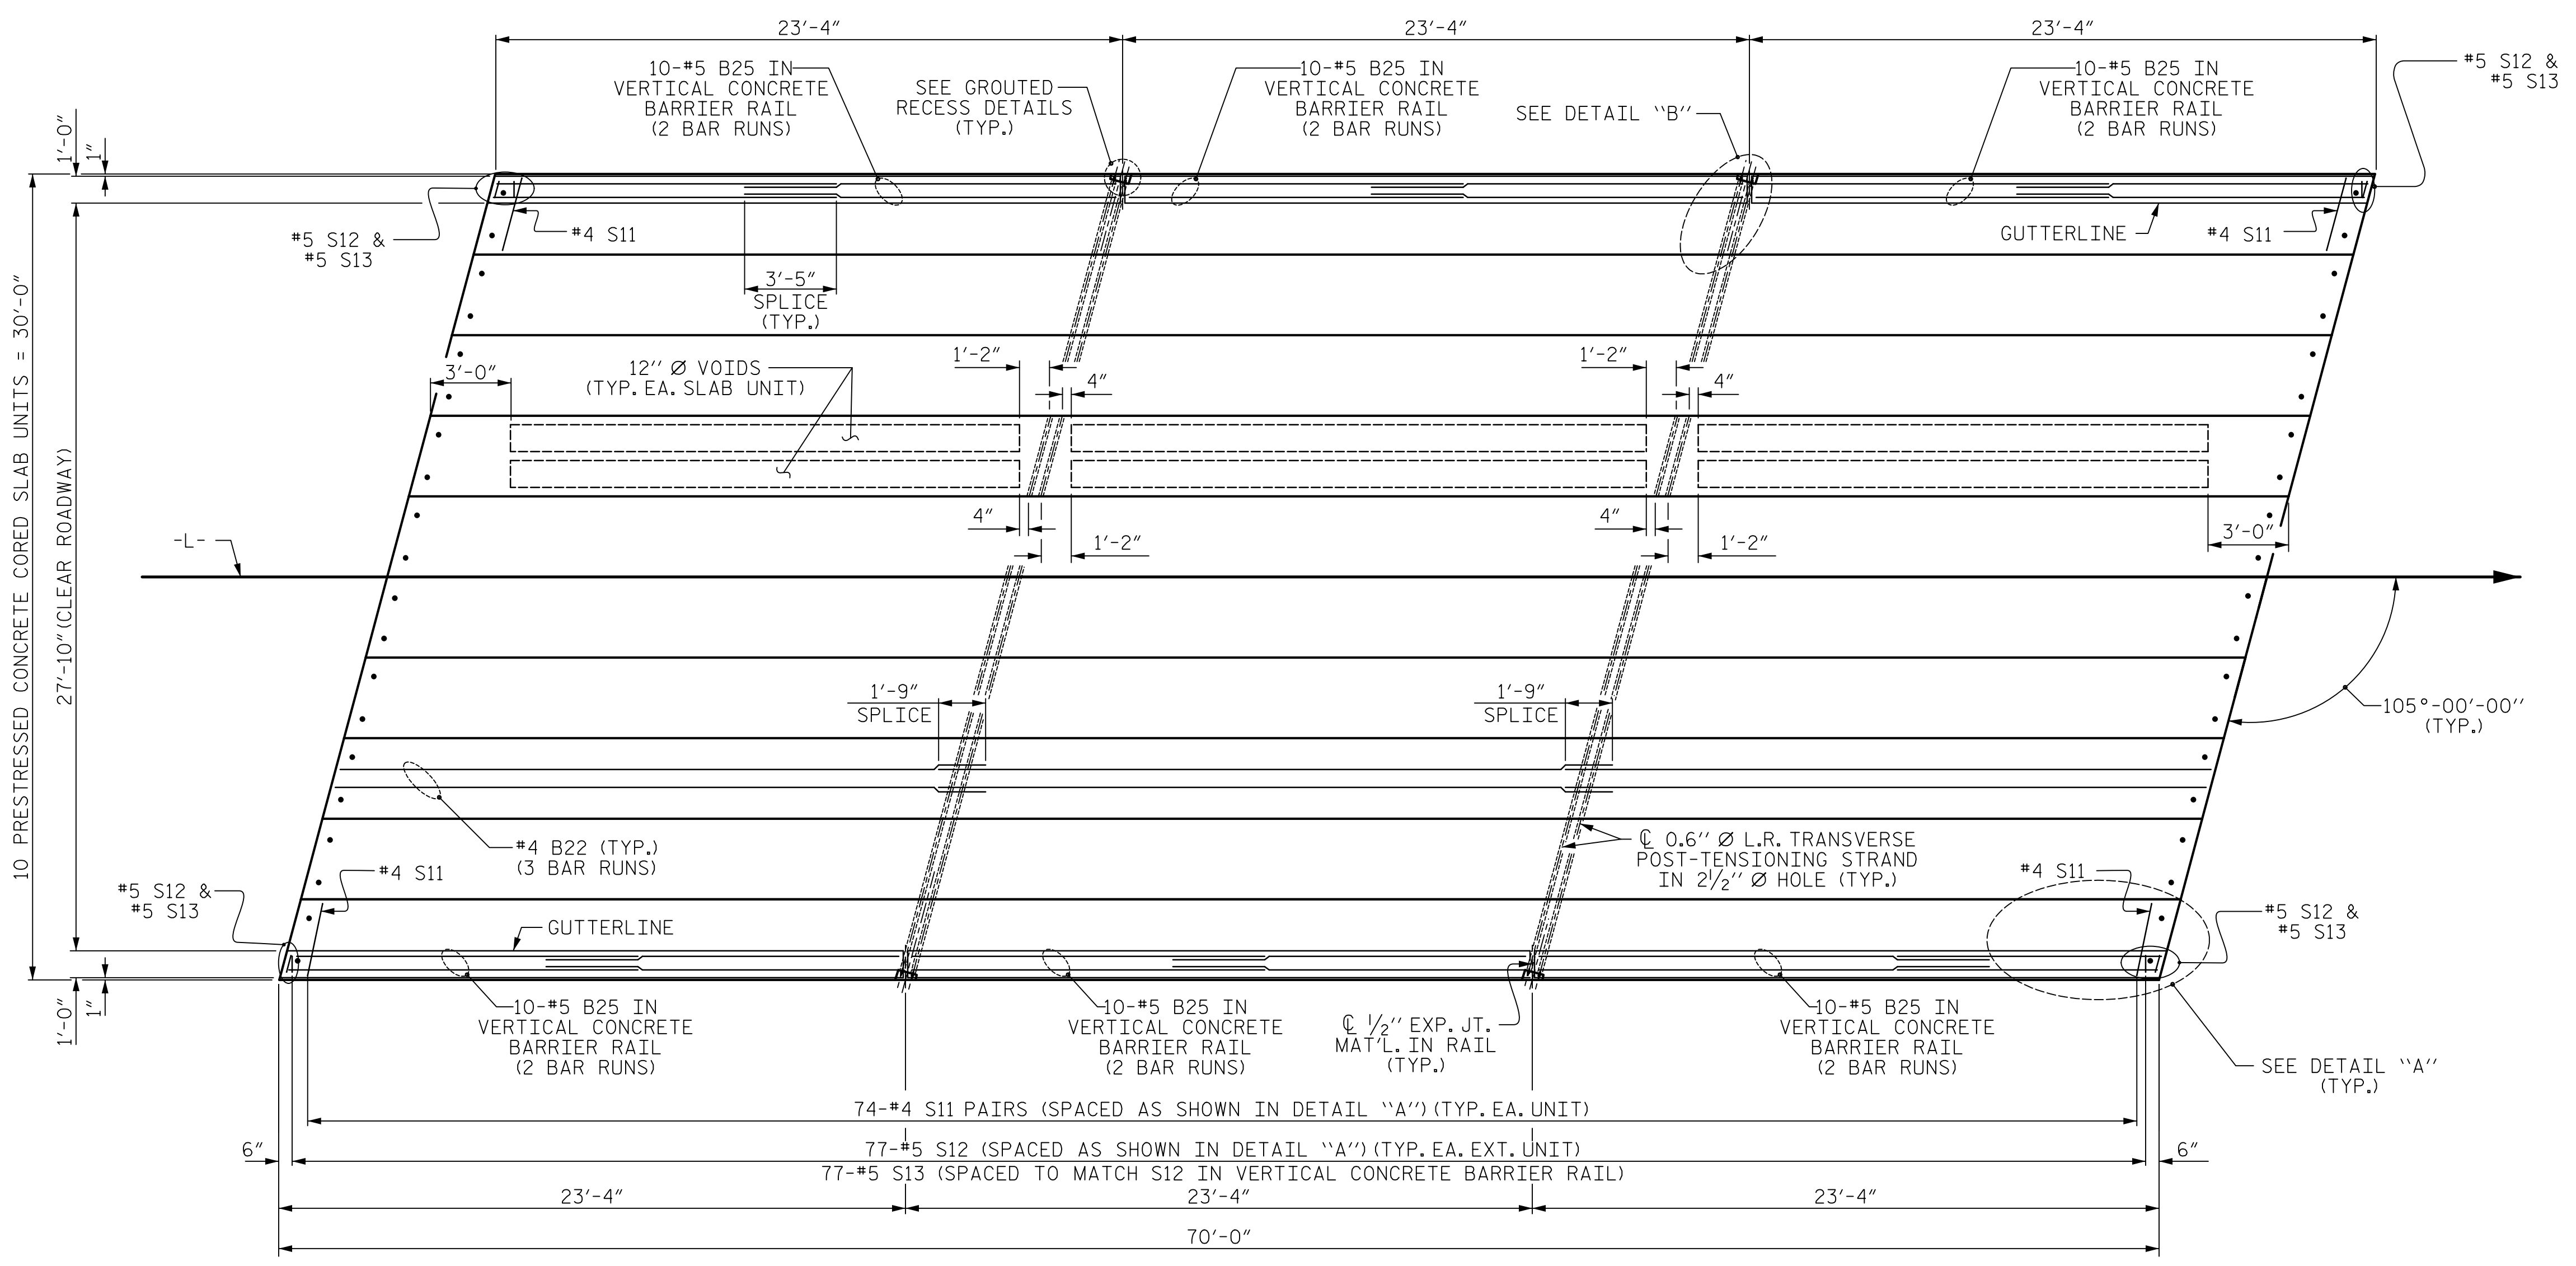 23'-4"
23'-4"
23'-4"
10-#5 B25 IN
VERTICAL CONCRETE
BARRIER RAIL
(2 BAR RUNS)
SEE GROUTED
RECESS DETAILS
(TYP.)
10-#5 B25 IN
VERTICAL CONCRETE
BARRIER RAIL
(2 BAR RUNS)
SEE DETAIL "B"
10-#5 B25 IN
VERTICAL CONCRETE
BARRIER RAIL
(2 BAR RUNS)
#5 S12 &
#5 S13
1'-0"
1"
#5 S12 &
#5 S13
#4 S11
GUTTERLINE
#4 S11
3'-5"
SPLICE
(TYP.)
10 PRESTRESSED CONCRETE CORED SLAB UNITS = 30'-0"
27'-10" (CLEAR ROADWAY)
3'-0"
12" Ø VOIDS
(TYP. EA. SLAB UNIT)
1'-2"
4"
1'-2"
4"
4"
1'-2"
4"
1'-2"
3'-0"
-L-
105°-00'-00"
(TYP.)
1'-9"
SPLICE
1'-9"
SPLICE
#4 B22 (TYP.)
(3 BAR RUNS)
℄ 0.6" Ø L.R. TRANSVERSE
POST-TENSIONING STRAND
IN 2½" Ø HOLE (TYP.)
#5 S12 &
#5 S13
#4 S11
GUTTERLINE
#4 S11
#5 S12 &
#5 S13
1'-0"
1"
10-#5 B25 IN
VERTICAL CONCRETE
BARRIER RAIL
(2 BAR RUNS)
10-#5 B25 IN
VERTICAL CONCRETE
BARRIER RAIL
(2 BAR RUNS)
℄ ½" EXP. JT.
MAT'L. IN RAIL
(TYP.)
10-#5 B25 IN
VERTICAL CONCRETE
BARRIER RAIL
(2 BAR RUNS)
SEE DETAIL "A"
(TYP.)
74-#4 S11 PAIRS (SPACED AS SHOWN IN DETAIL "A") (TYP. EA. UNIT)
6"
77-#5 S12 (SPACED AS SHOWN IN DETAIL "A") (TYP. EA. EXT. UNIT)
6"
77-#5 S13 (SPACED TO MATCH S12 IN VERTICAL CONCRETE BARRIER RAIL)
23'-4"
23'-4"
23'-4"
70'-0"